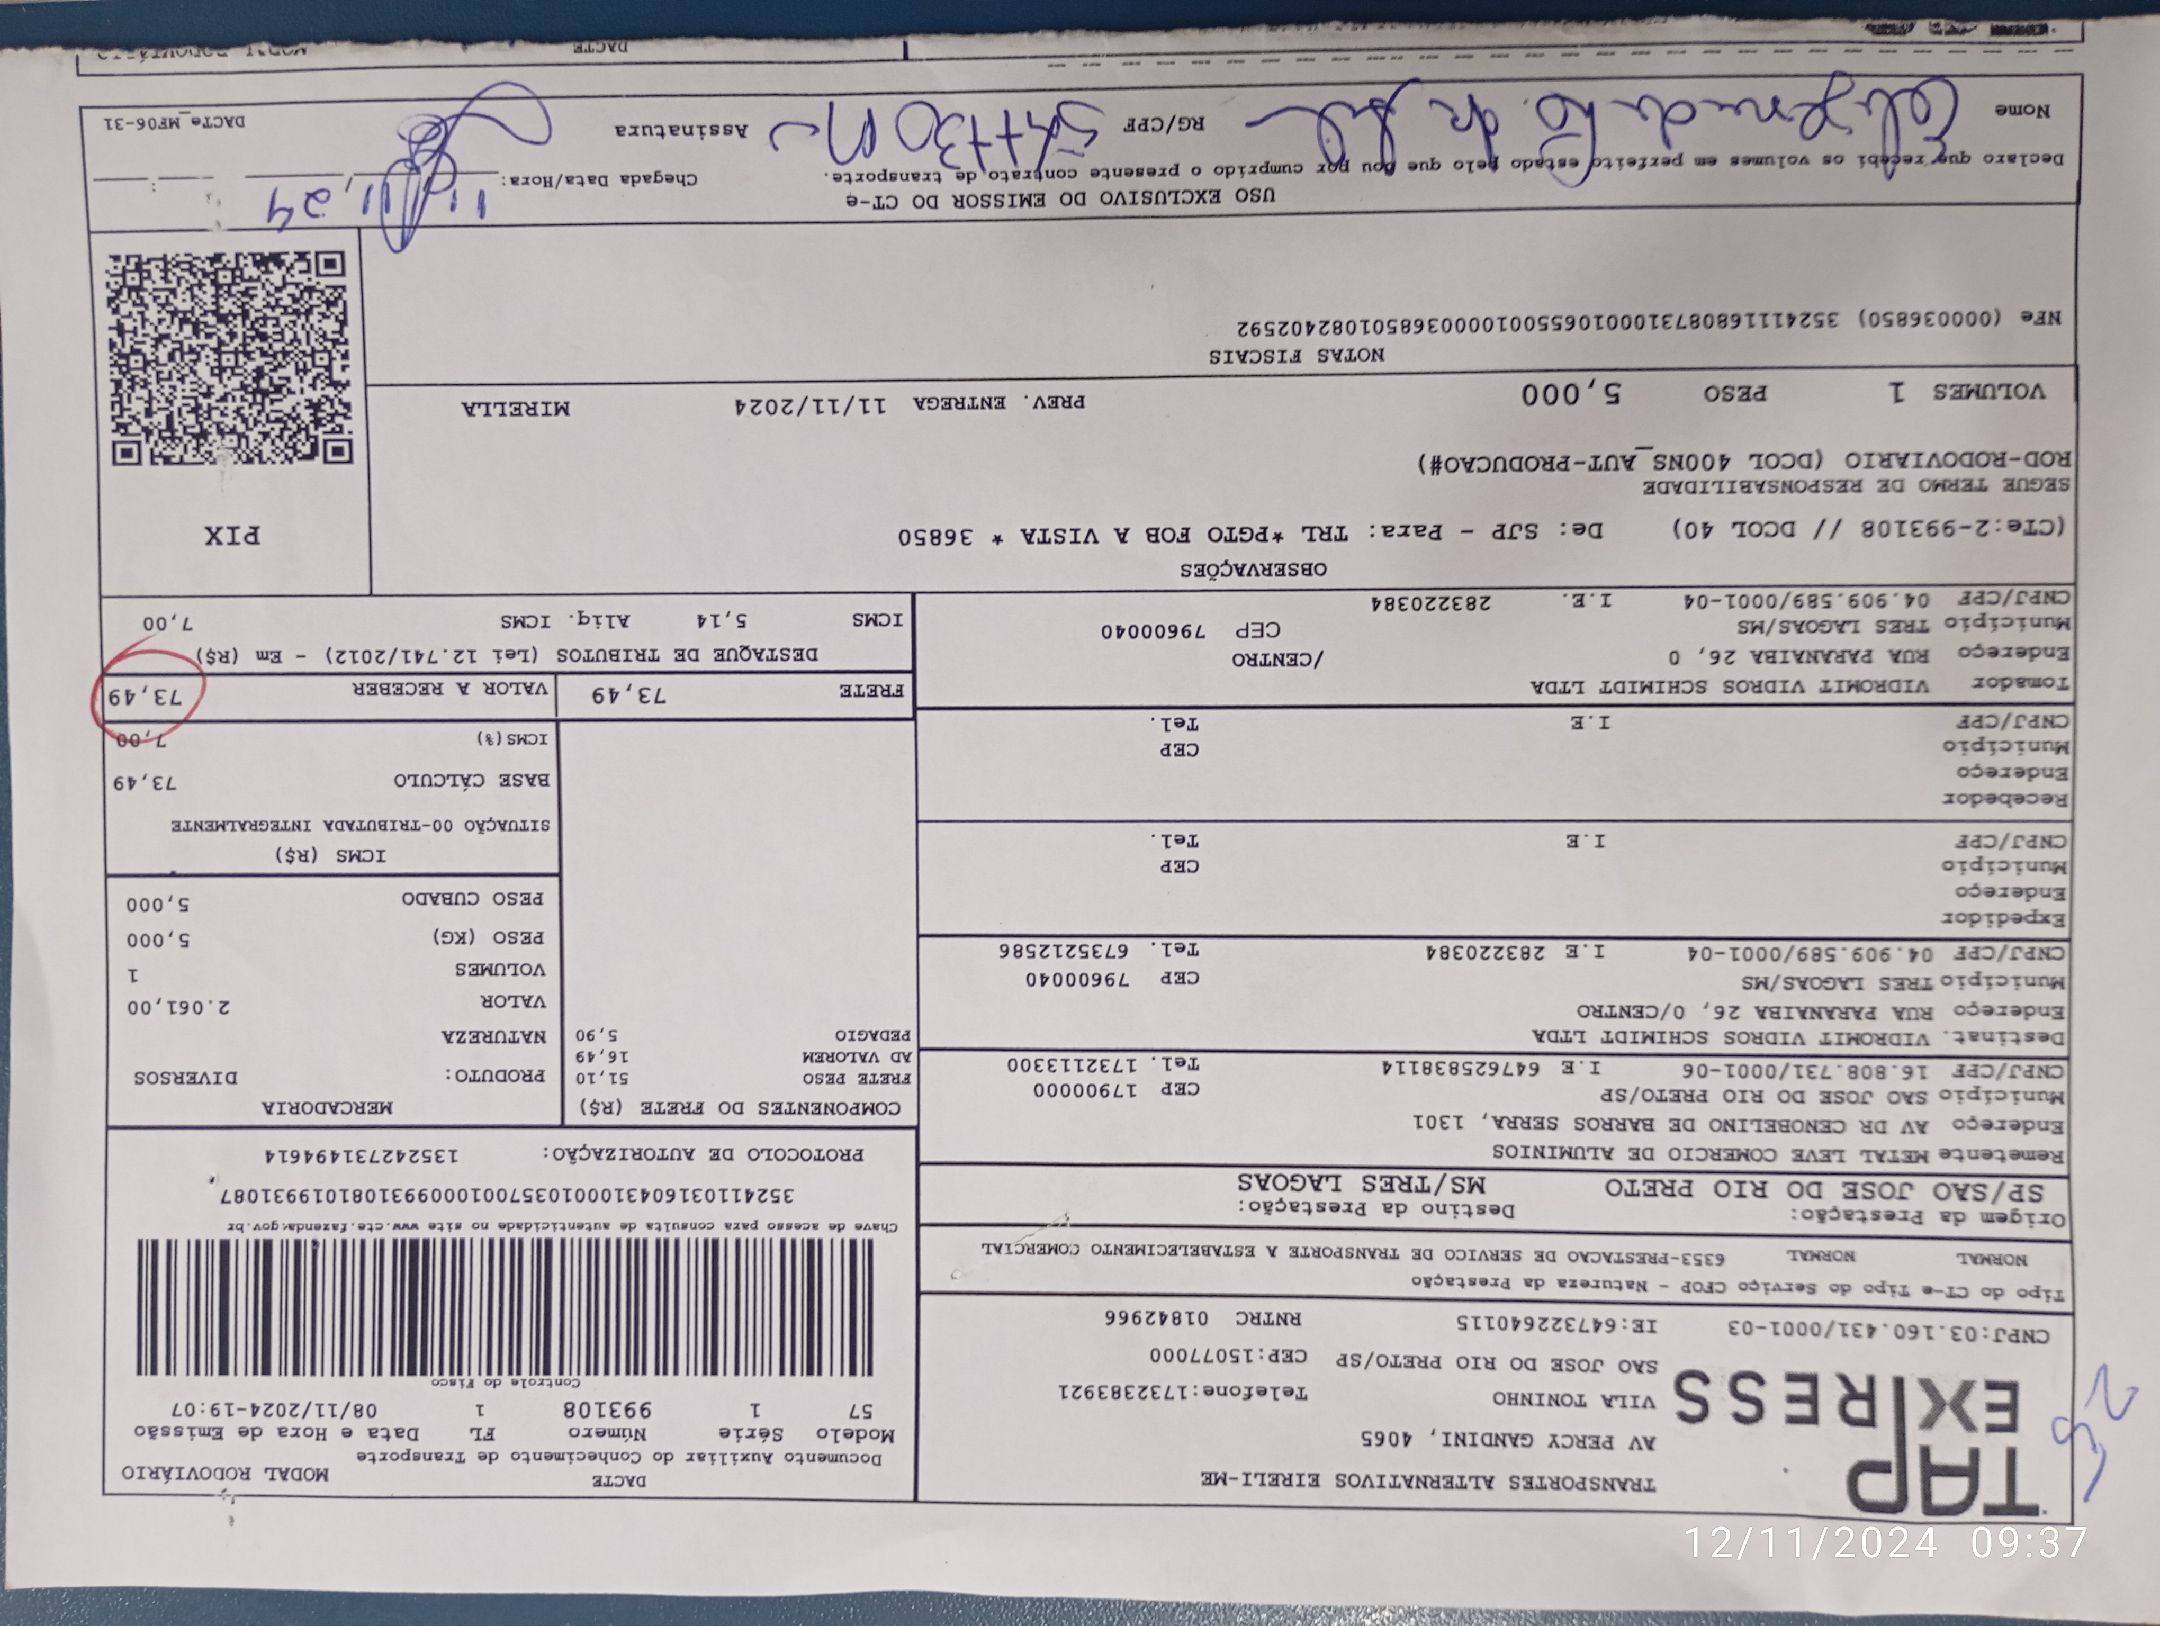 TAP
EXPRESS
TRANSPORTES ALTERNATIVOS EIRELI-ME
AV PERCY GANDINI, 4065
VILA TONINHO Telefone:1732383921
SAO JOSE DO RIO PRETO/SP CEP:15077000
CNPJ:03.160.431/0001-03 IE:647322640115 RNTRC 01842966
DACTE MODAL RODOVIÁRIO
Documento Auxiliar do Conhecimento de Transporte
Modelo Série Número FL Data e Hora de Emissão
57 1 993108 1 08/11/2024-19:07
Controle do Fisco
Chave de acesso para consulta de autenticidade no site www.cte.fazenda.gov.br
35241103160431000103570010009931081019931087
PROTOCOLO DE AUTORIZAÇÃO: 135242731494614
Tipo do CT-e Tipo do Serviço CFOP - Natureza da Prestação
NORMAL NORMAL 6353-PRESTACAO DE SERVICO DE TRANSPORTE A ESTABELECIMENTO COMERCIAL
Origem da Prestação: Destino da Prestação:
SP/SAO JOSE DO RIO PRETO MS/TRES LAGOAS
Remetente METAL LEVE COMERCIO DE ALUMINIOS
Endereço AV DR CENOBELINO DE BARROS SERRA, 1301
Município SAO JOSE DO RIO PRETO/SP CEP 17900000
CNPJ/CPF 16.808.731/0001-06 I.E 647625838114 Tel. 1732113300
Destinat. VIDROMIT VIDROS SCHIMIDT LTDA
Endereço RUA PARANAIBA 26, 0/CENTRO
Município TRES LAGOAS/MS CEP 79600040
CNPJ/CPF 04.909.589/0001-04 I.E 283220384 Tel. 6735212586
Expedidor
Endereço
Município CEP
CNPJ/CPF I.E Tel.
Recebedor
Endereço
Município CEP
CNPJ/CPF I.E Tel.
Tomador VIDROMIT VIDROS SCHIMIDT LTDA
Endereço RUA PARANAIBA 26, 0 /CENTRO
Município TRES LAGOAS/MS CEP 79600040
CNPJ/CPF 04.909.589/0001-04 I.E. 283220384
COMPONENTES DO FRETE (R$)
FRETE PESO 51,10
AD VALOREM 16,49
PEDAGIO 5,90
MERCADORIA
PRODUTO: DIVERSOS
NATUREZA
VALOR 2.061,00
VOLUMES 1
PESO (KG) 5,000
PESO CUBADO 5,000
ICMS (R$)
SITUAÇÃO 00-TRIBUTADA INTEGRALMENTE
BASE CÁLCULO 73,49
ICMS(%) 7,00
FRETE 73,49 VALOR A RECEBER 73,49
DESTAQUE DE TRIBUTOS (Lei 12.741/2012) - Em (R$)
ICMS 5,14 Aliq. ICMS 7,00
OBSERVAÇÕES
(CTe:2-993108 // DCOL 40) De: SJP - Para: TRL *PGTO FOB A VISTA * 36850
SEGUE TERMO DE RESPONSABILIDADE
ROD-RODOVIARIO (DCOL 400NS_AUT-PRODUCAO#)
VOLUMES 1 PESO 5,000 PREV. ENTREGA 11/11/2024 MIRELLA
PIX
NOTAS FISCAIS
NFe (000036850) 35241116808731000106550010000368501082402592
USO EXCLUSIVO DO EMISSOR DO CT-e
Declaro que recebi os volumes em perfeito estado pelo que dou por cumprido o presente contrato de transporte. Chegada Data/Hora: 11, 11, 24 __:__
Nome RG/CPF Assinatura DACTe_MF06-31
DACTE MODAL RODOVIÁRIO
12/11/2024 09:37